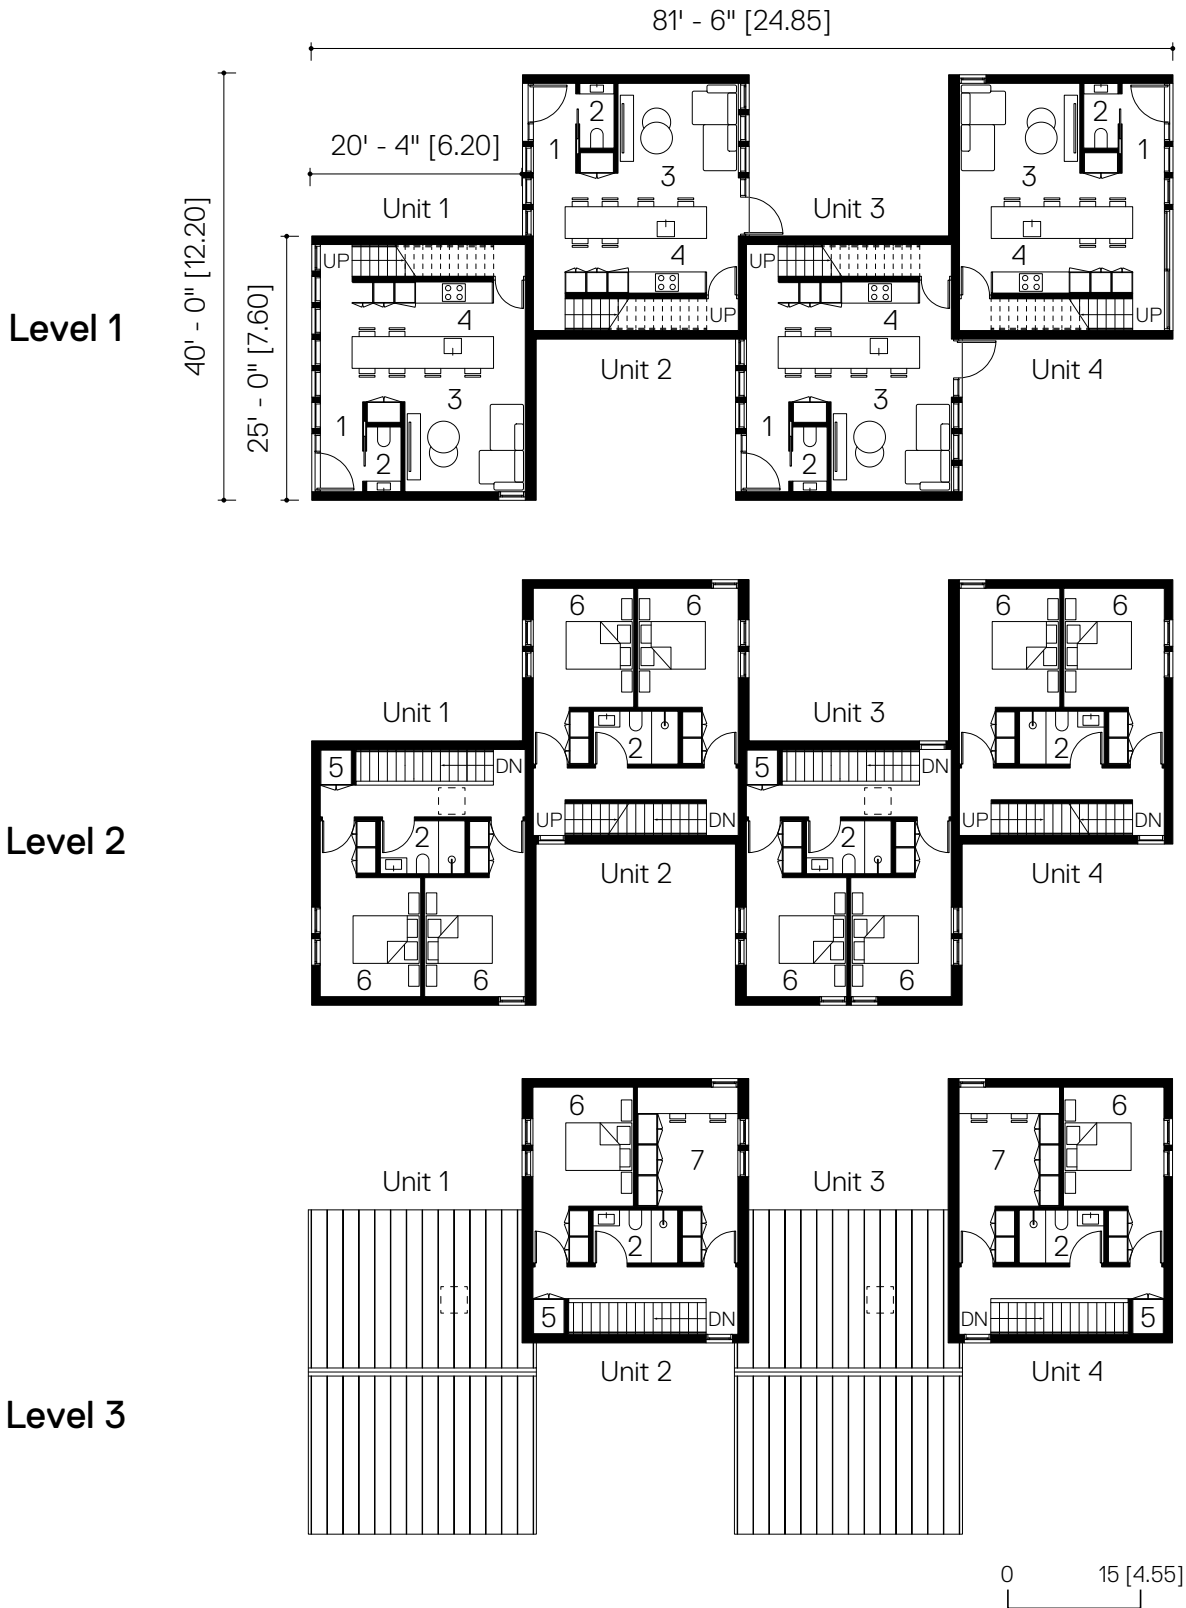 81' - 6" [24.85]
20' - 4" [6.20]
40' - 0" [12.20]
25' - 0" [7.60]
Level 1
Unit 1
Unit 2
Unit 3
Unit 4
UP
4
3
1
2
2
1
3
4
UP
UP
4
3
1
2
2
3
1
4
UP
Level 2
Unit 1
Unit 2
Unit 3
Unit 4
5
DN
2
6
6
6
6
2
UP
DN
5
DN
2
6
6
6
6
2
UP
DN
Level 3
Unit 1
Unit 2
Unit 3
Unit 4
6
7
2
5
DN
6
7
2
DN
5
0
15 [4.55]